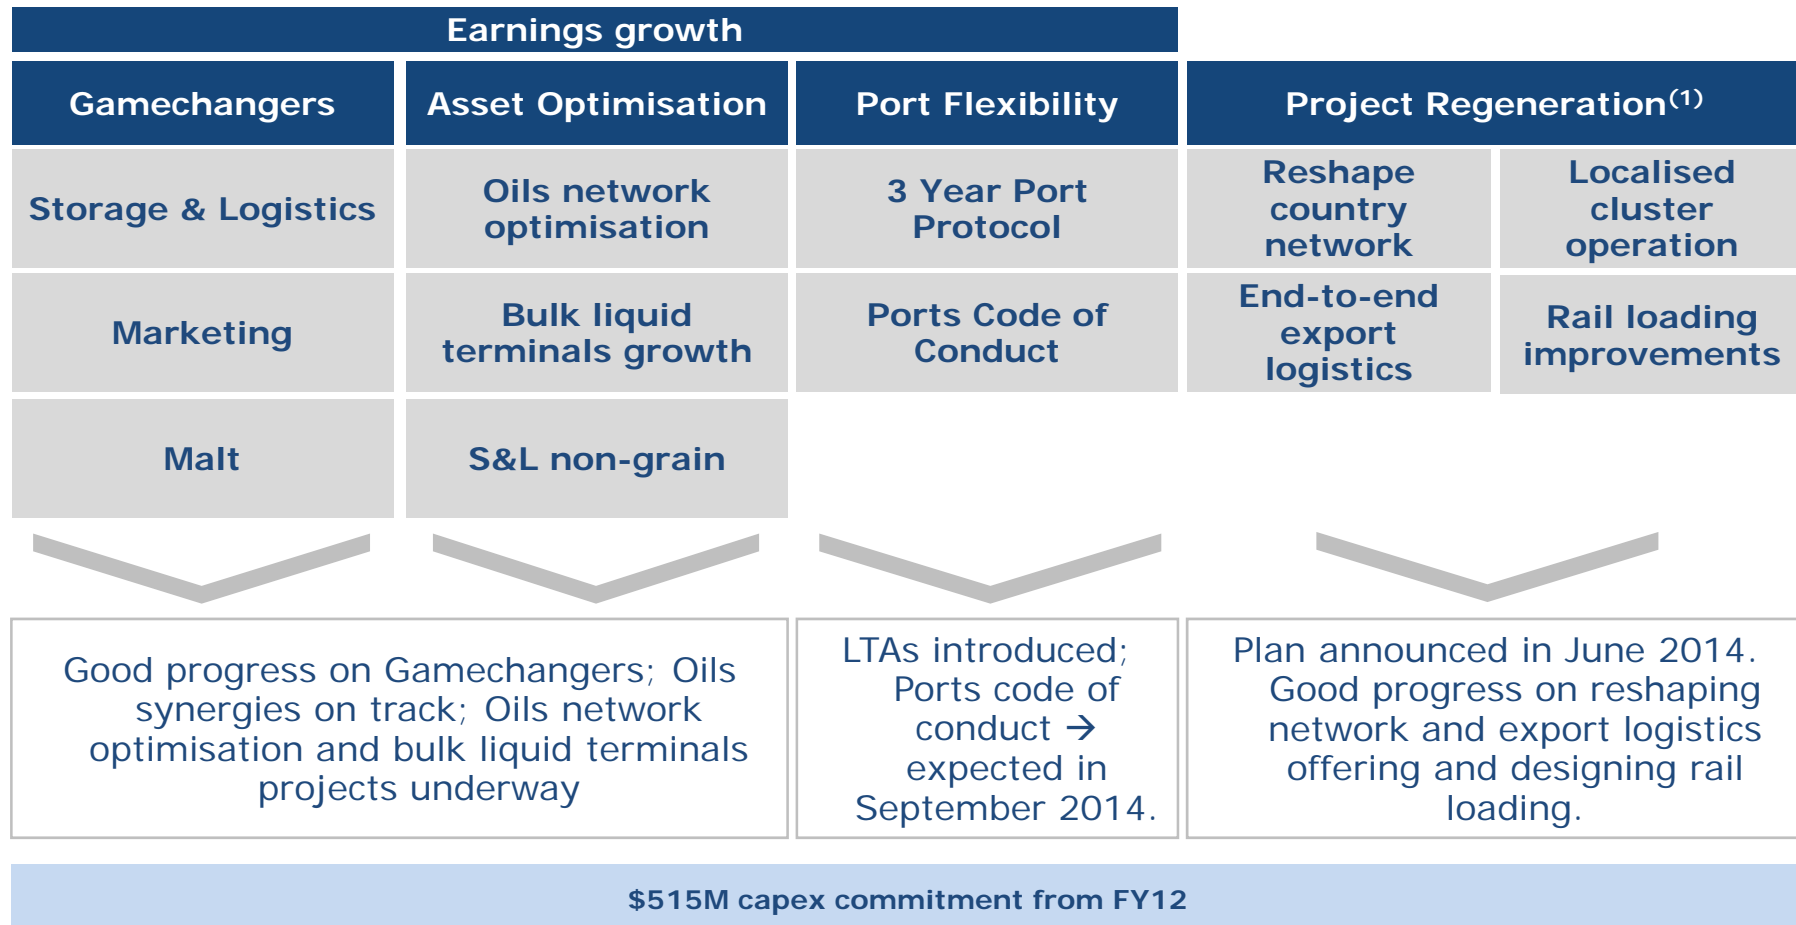 Earnings growth
Gamechangers
Asset Optimisation
Port Flexibility
Project Regeneration(1)
Storage & Logistics
Oils network
optimisation
3 Year Port
Protocol
Reshape
country
network
Localised
cluster
operation
Marketing
Bulk liquid
terminals growth
Ports Code of
Conduct
End-to-end
export
logistics
Rail loading
improvements
Malt
S&L non-grain
Good progress on Gamechangers; Oils
synergies on track; Oils network
optimisation and bulk liquid terminals
projects underway
LTAs introduced;
Ports code of
conduct →
expected in
September 2014.
Plan announced in June 2014.
Good progress on reshaping
network and export logistics
offering and designing rail
loading.
$515M capex commitment from FY12